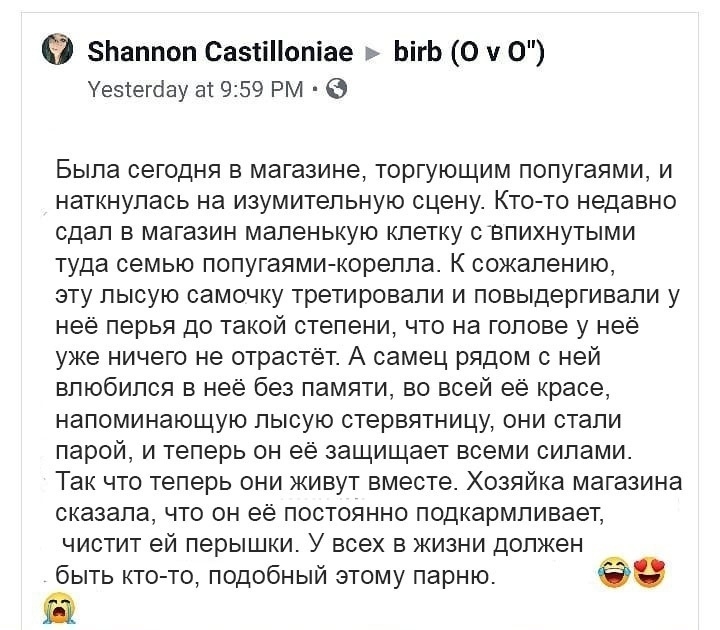 Shannon Castilloniae ▸ birb (O v O")
Yesterday at 9:59 PM ·
Была сегодня в магазине, торгующим попугаями, и
наткнулась на изумительную сцену. Кто-то недавно
сдал в магазин маленькую клетку с впихнутыми
туда семью попугаями-корелла. К сожалению,
эту лысую самочку третировали и повыдергивали у
неё перья до такой степени, что на голове у неё
уже ничего не отрастёт. А самец рядом с ней
влюбился в неё без памяти, во всей её красе,
напоминающую лысую стервятницу, они стали
парой, и теперь он её защищает всеми силами.
Так что теперь они живут вместе. Хозяйка магазина
сказала, что он её постоянно подкармливает,
чистит ей перышки. У всех в жизни должен
быть кто-то, подобный этому парню. 😂😍
😭